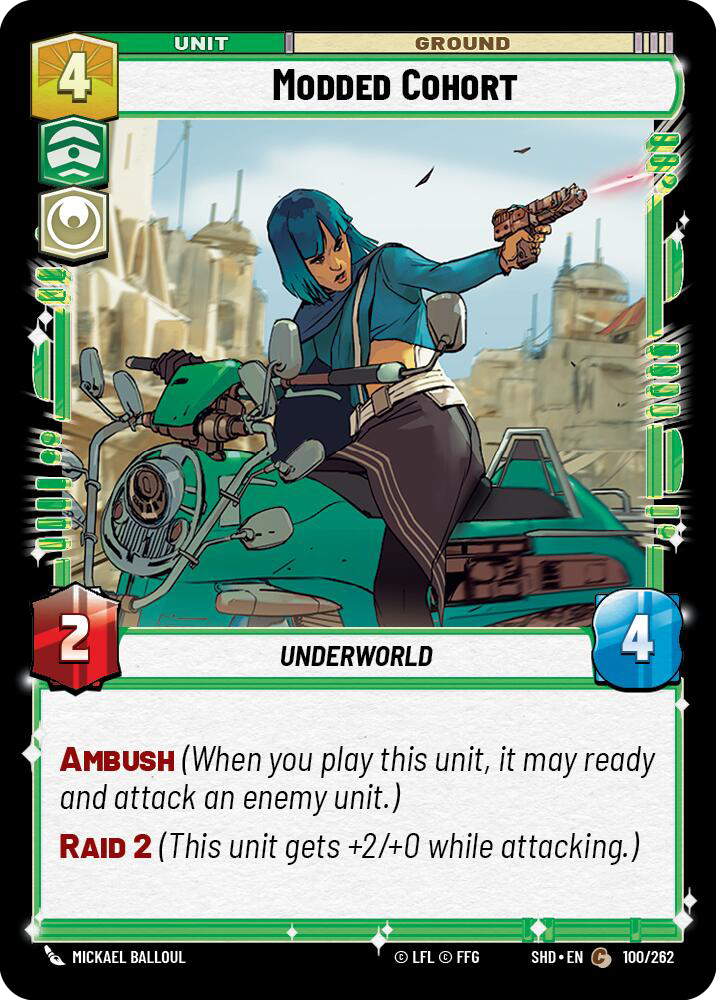 UNIT
GROUND
4
MODDED COHORT
2
UNDERWORLD
4
AMBUSH (When you play this unit, it may ready
and attack an enemy unit.)
RAID 2 (This unit gets +2/+0 while attacking.)
MICKAEL BALLOUL
© LFL © FFG
SHD • EN C 100/262